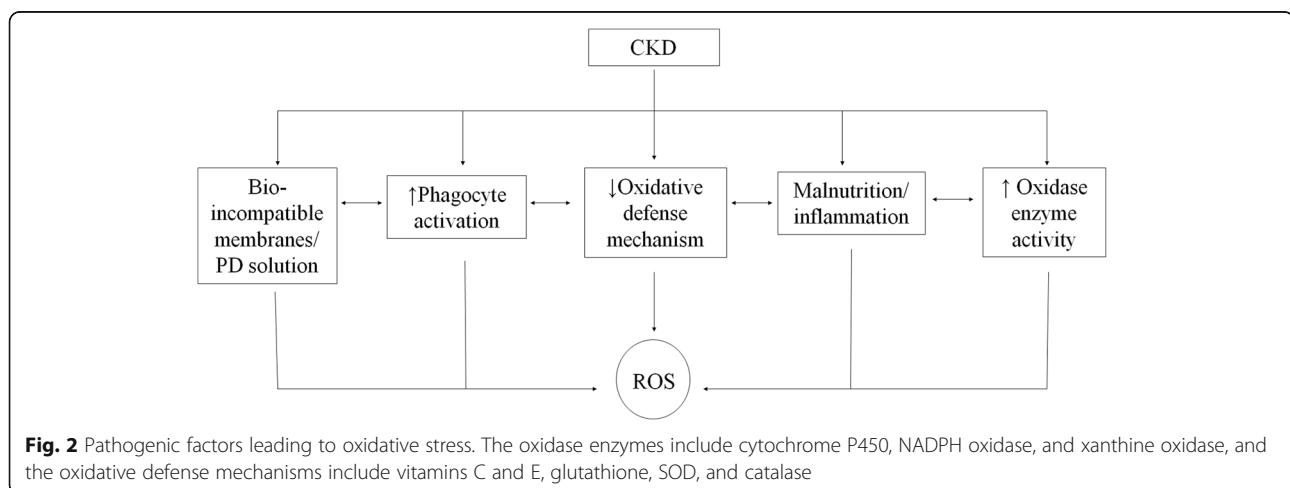 CKD
Bio-
incompatible
membranes/
PD solution
↑Phagocyte
activation
↓Oxidative
defense
mechanism
Malnutrition/
inflammation
↑ Oxidase
enzyme
activity
ROS
Fig. 2 Pathogenic factors leading to oxidative stress. The oxidase enzymes include cytochrome P450, NADPH oxidase, and xanthine oxidase, and
the oxidative defense mechanisms include vitamins C and E, glutathione, SOD, and catalase